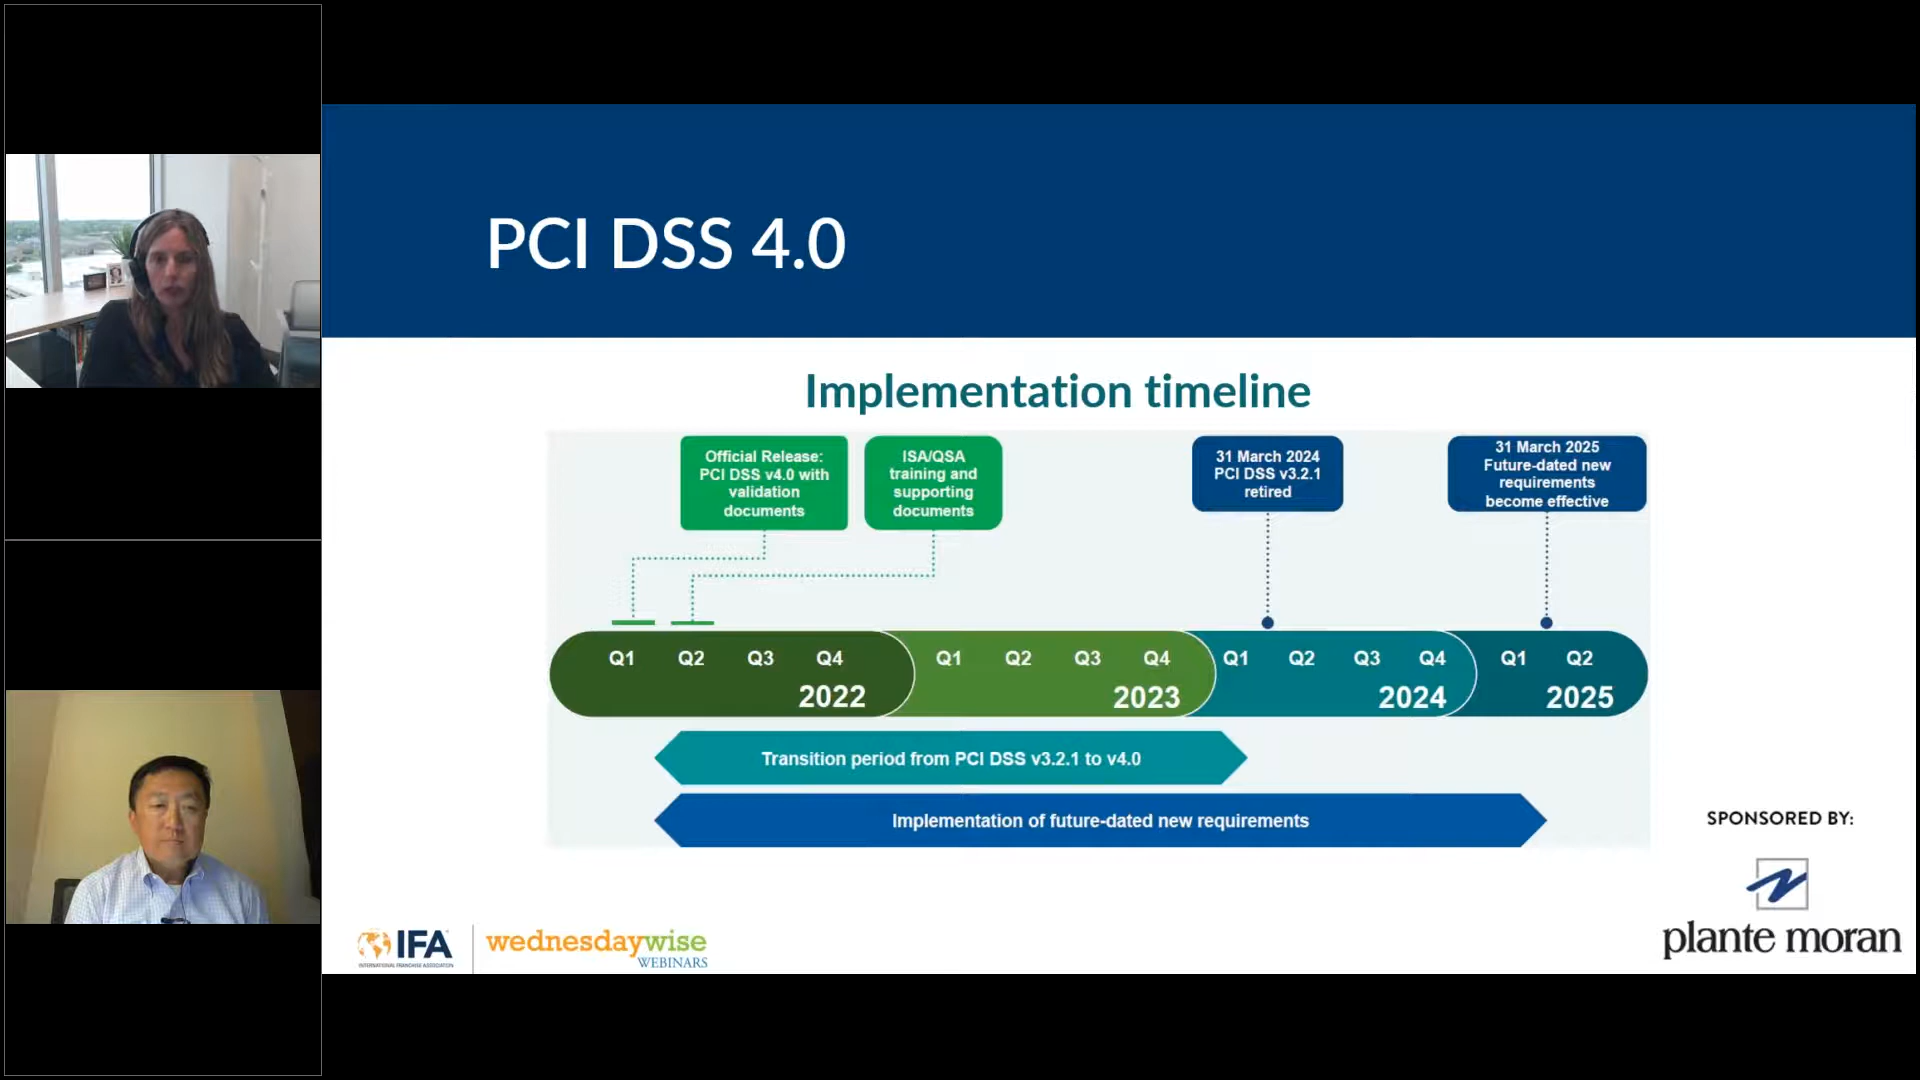 PCI DSS 4.0
Implementation timeline
Official Release:
PCI DSS v4.0 with
validation
documents
ISA/QSA
training and
supporting
documents
31 March 2024
PCI DSS v3.2.1
retired
31 March 2025
Future-dated new
requirements
become effective
Q1 Q2 Q3 Q4
2022
Q1 Q2 Q3 Q4
2023
Q1 Q2 Q3 Q4
2024
Q1 Q2
2025
Transition period from PCI DSS v3.2.1 to v4.0
Implementation of future-dated new requirements
SPONSORED BY:
plante moran
IFA
INTERNATIONAL FRANCHISE ASSOCIATION
wednesdaywise
WEBINARS